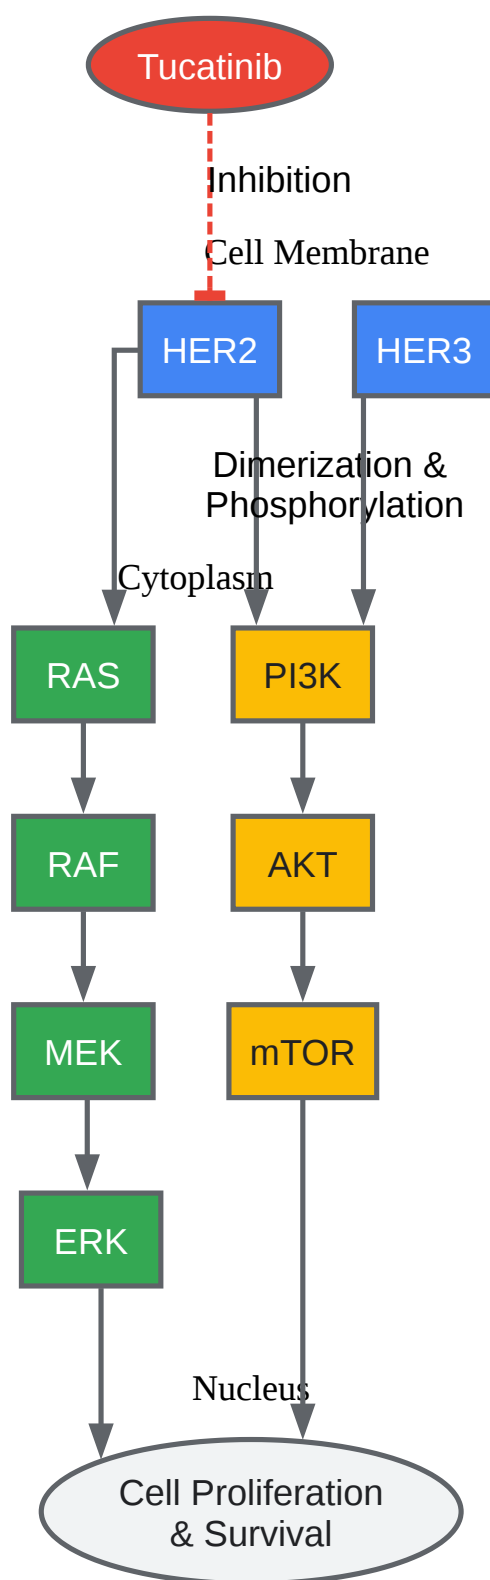 Tucatinib
Inhibition
Cell Membrane
HER2
HER3
Dimerization &
Phosphorylation
Cytoplasm
RAS
PI3K
RAF
AKT
MEK
mTOR
ERK
Nucleus
Cell Proliferation
& Survival